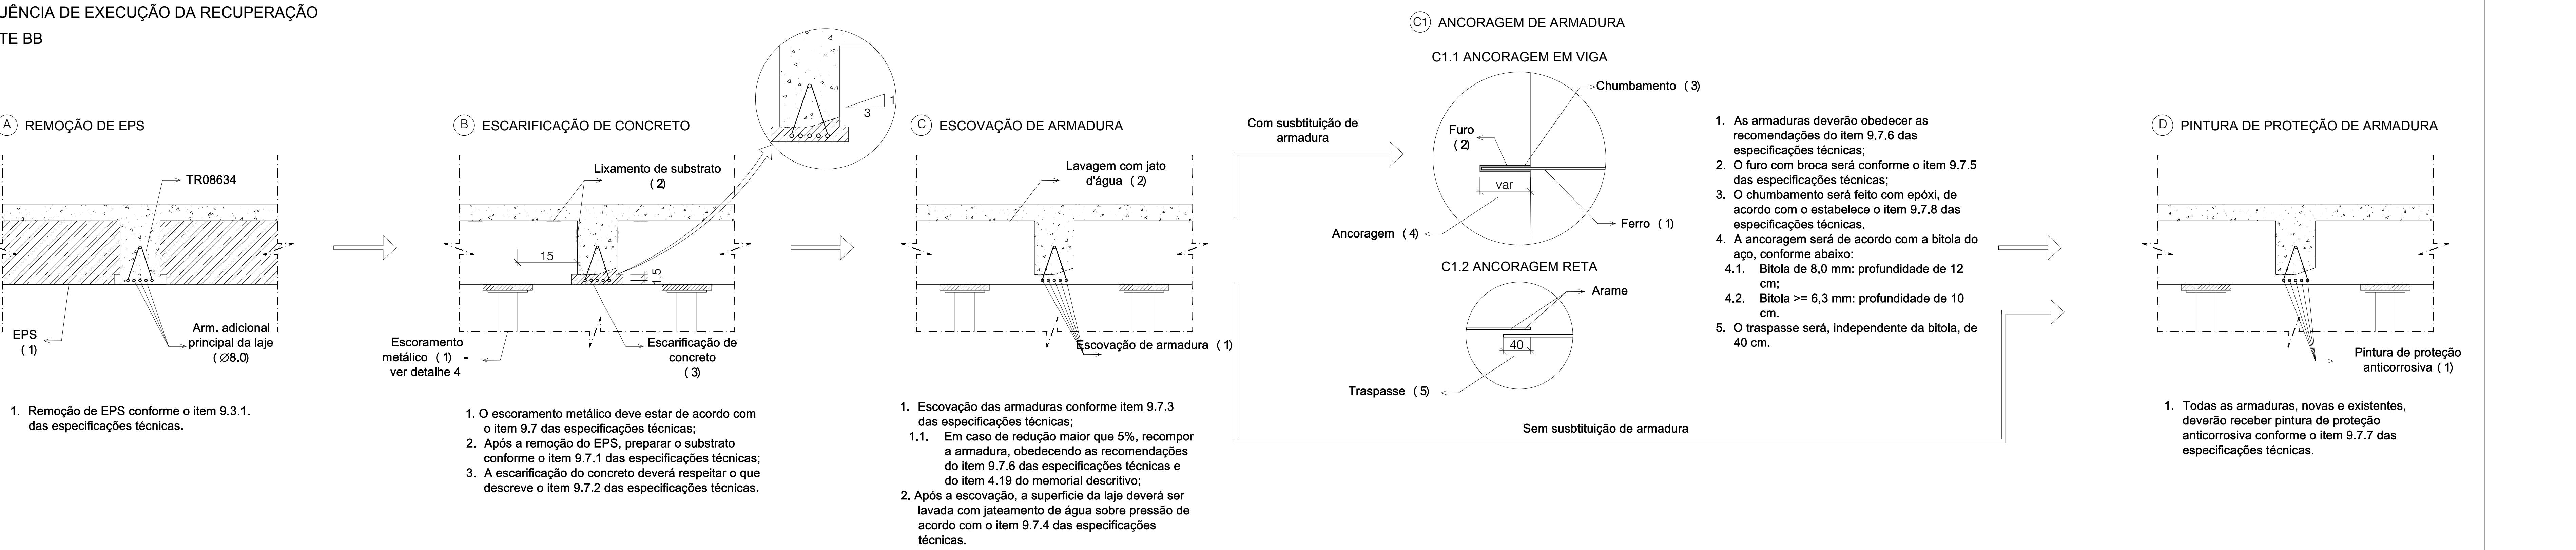 UÊNCIA DE EXECUÇÃO DA RECUPERAÇÃO
TE BB
A REMOÇÃO DE EPS
TR08634
EPS
( 1)
Arm. adicional
principal da laje
( Ø8.0)
1. Remoção de EPS conforme o item 9.3.1.
das especificações técnicas.
B ESCARIFICAÇÃO DE CONCRETO
1
3
Lixamento de substrato
( 2)
15
1,5
Escoramento
metálico ( 1) -
ver detalhe 4
Escarificação de
concreto
( 3)
1. O escoramento metálico deve estar de acordo com
o item 9.7 das especificações técnicas;
2. Após a remoção do EPS, preparar o substrato
conforme o item 9.7.1 das especificações técnicas;
3. A escarificação do concreto deverá respeitar o que
descreve o item 9.7.2 das especificações técnicas.
C ESCOVAÇÃO DE ARMADURA
Lavagem com jato
d'água ( 2)
Escovação de armadura ( 1)
1. Escovação das armaduras conforme item 9.7.3
das especificações técnicas;
1.1. Em caso de redução maior que 5%, recompor
a armadura, obedecendo as recomendações
do item 9.7.6 das especificações técnicas e
do item 4.19 do memorial descritivo;
2. Após a escovação, a superfície da laje deverá ser
lavada com jateamento de água sobre pressão de
acordo com o item 9.7.4 das especificações
técnicas.
Com susbtituição de
armadura
Sem susbtituição de armadura
C1 ANCORAGEM DE ARMADURA
C1.1 ANCORAGEM EM VIGA
Chumbamento ( 3)
Furo
( 2)
var
Ferro ( 1)
Ancoragem ( 4)
C1.2 ANCORAGEM RETA
Arame
40
Traspasse ( 5)
1. As armaduras deverão obedecer as
recomendações do item 9.7.6 das
especificações técnicas;
2. O furo com broca será conforme o item 9.7.5
das especificações técnicas;
3. O chumbamento será feito com epóxi, de
acordo com o estabelece o item 9.7.8 das
especificações técnicas.
4. A ancoragem será de acordo com a bitola do
aço, conforme abaixo:
4.1. Bitola de 8,0 mm: profundidade de 12
cm;
4.2. Bitola >= 6,3 mm: profundidade de 10
cm.
5. O traspasse será, independente da bitola, de
40 cm.
D PINTURA DE PROTEÇÃO DE ARMADURA
Pintura de proteção
anticorrosiva ( 1)
1. Todas as armaduras, novas e existentes,
deverão receber pintura de proteção
anticorrosiva conforme o item 9.7.7 das
especificações técnicas.